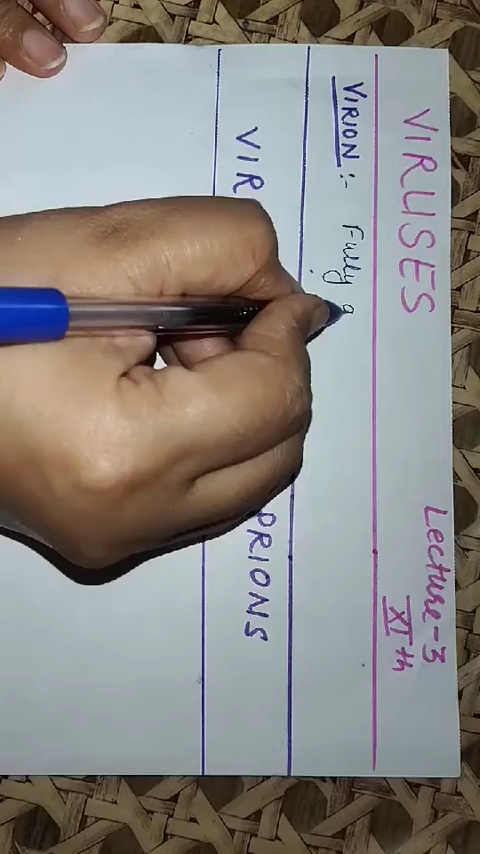 VIRUSES
Lecture-3
XIth
VIRION :- Fully a
VIR PRIONS